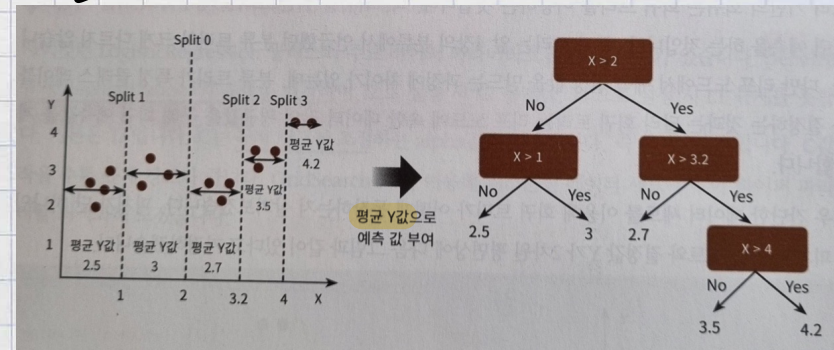 Split 0
Split 1
Split 2 Split 3
Y
4
3
2
1
평균 Y값
4.2
평균 Y값
3.5
평균 Y값 평균 Y값 평균 Y값
2.5 3 2.7
1 2 3.2 4 X
평균 Y값으로
예측 값 부여
X > 2
No Yes
X > 1 X > 3.2
No Yes No Yes
2.5 3 2.7
X > 4
No Yes
3.5 4.2